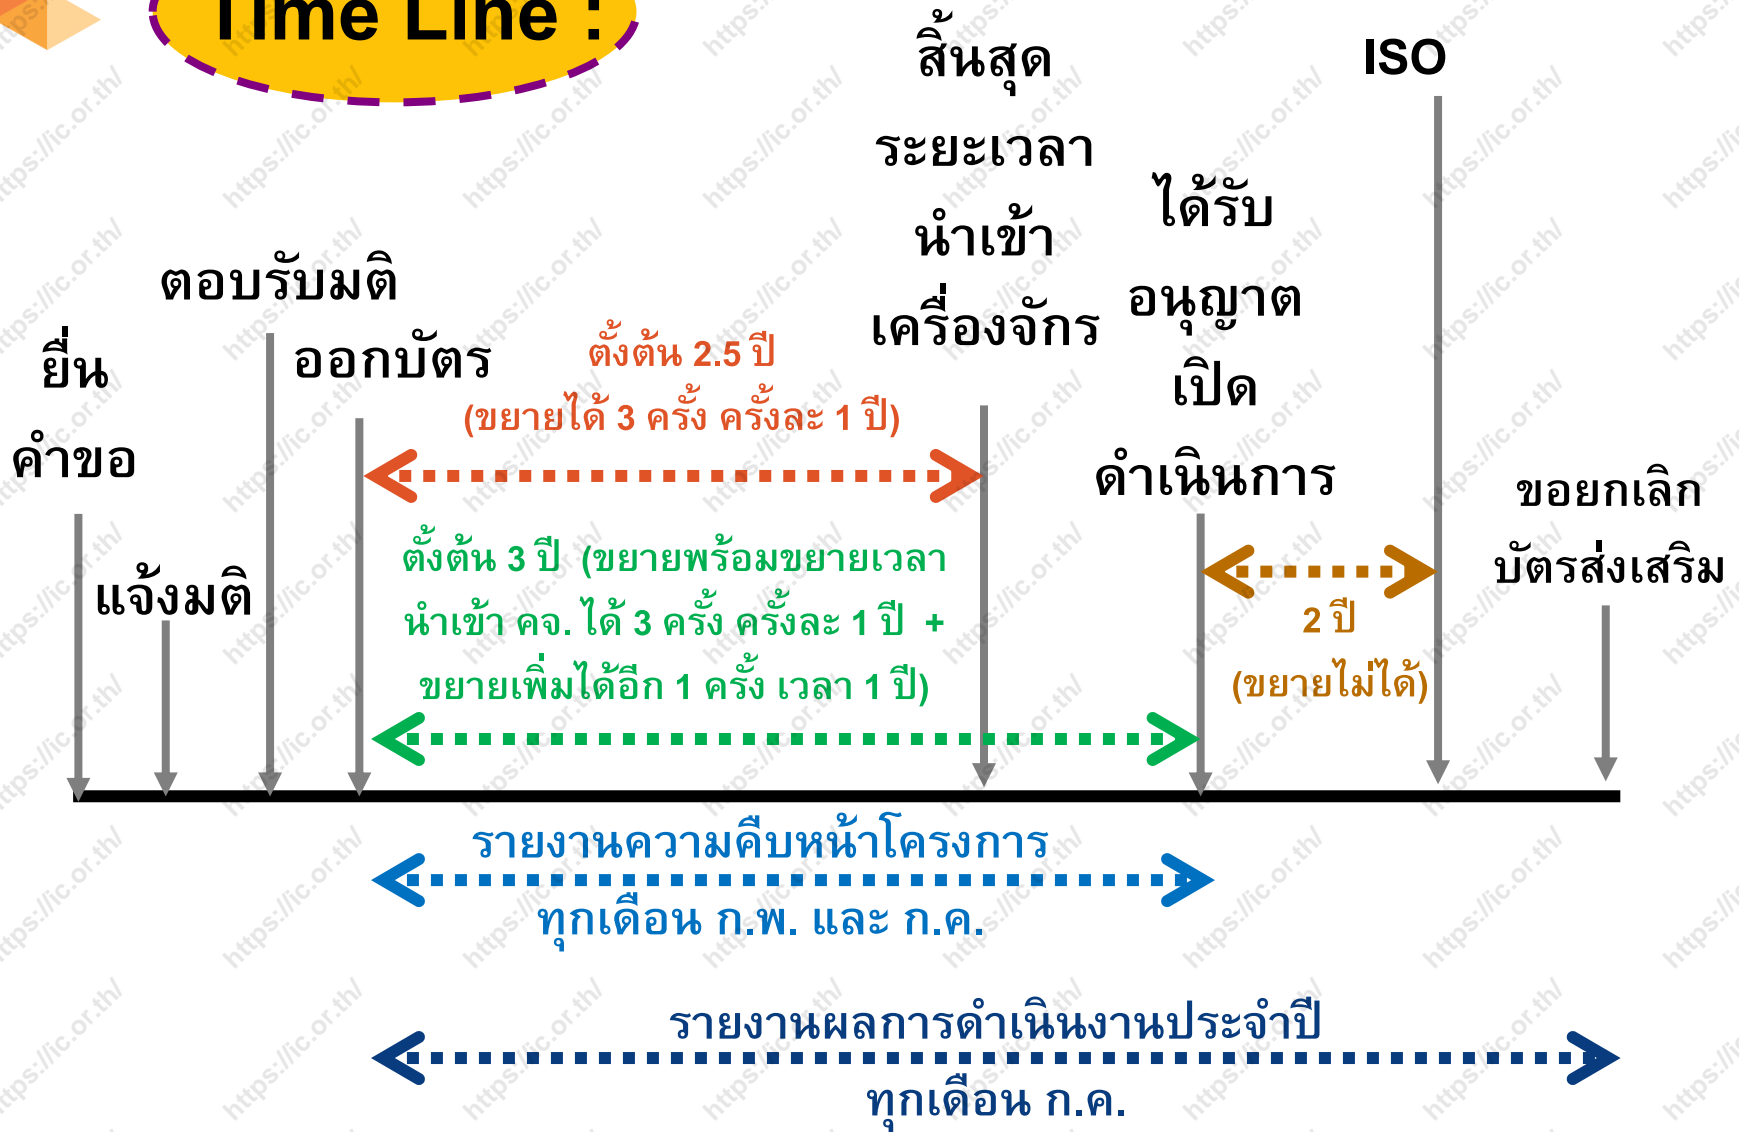 Time Line :
สิ้นสุด
ระยะเวลา
นำเข้า
เครื่องจักร
ISO
ได้รับ
อนุญาต
เปิด
ดำเนินการ
ตอบรับมติ
ยื่น
คำขอ
ออกบัตร
ตั้งต้น 2.5 ปี
(ขยายได้ 3 ครั้ง ครั้งละ 1 ปี)
แจ้งมติ
ตั้งต้น 3 ปี (ขยายพร้อมขยายเวลา
นำเข้า คจ. ได้ 3 ครั้ง ครั้งละ 1 ปี +
ขยายเพิ่มได้อีก 1 ครั้ง เวลา 1 ปี)
2 ปี
(ขยายไม่ได้)
ขอยกเลิก
บัตรส่งเสริม
รายงานความคืบหน้าโครงการ
ทุกเดือน ก.พ. และ ก.ค.
รายงานผลการดำเนินงานประจำปี
ทุกเดือน ก.ค.
https://ic.or.th/